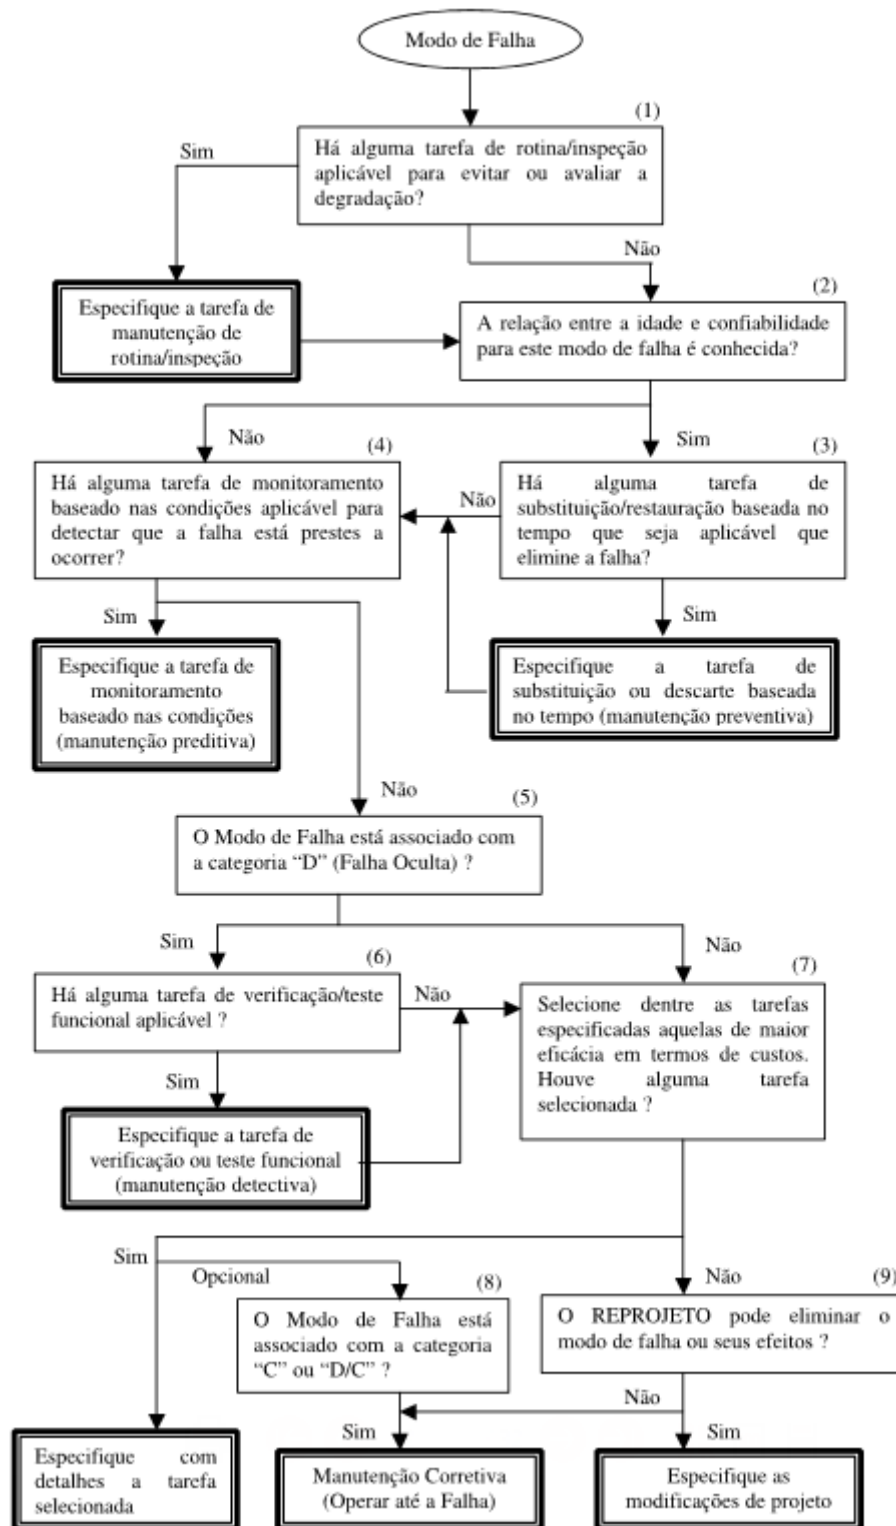 Modo de Falha
(1)
Há alguma tarefa de rotina/inspeção
aplicável para evitar ou avaliar a
degradação?
Sim
Não
Especifique a tarefa de
manutenção de
rotina/inspeção
(2)
A relação entre a idade e confiabilidade
para este modo de falha é conhecida?
Não
Sim
(4)
Há alguma tarefa de monitoramento
baseado nas condições aplicável para
detectar que a falha está prestes a
ocorrer?
Não
(3)
Há alguma tarefa de
substituição/restauração baseada no
tempo que seja aplicável que
elimine a falha?
Sim
Sim
Especifique a tarefa de
monitoramento
baseado nas condições
(manutenção preditiva)
Especifique a tarefa de
substituição ou descarte baseada
no tempo (manutenção preventiva)
Não
(5)
O Modo de Falha está associado com
a categoria “D” (Falha Oculta) ?
Sim
Não
(6)
Há alguma tarefa de verificação/teste
funcional aplicável ?
Não
(7)
Selecione dentre as tarefas
especificadas aquelas de maior
eficácia em termos de custos.
Houve alguma tarefa
selecionada ?
Sim
Especifique a tarefa de
verificação ou teste funcional
(manutenção detectiva)
Sim
Opcional
Não
(8)
O Modo de Falha está
associado com a categoria
“C” ou “D/C” ?
(9)
O REPROJETO pode eliminar o
modo de falha ou seus efeitos ?
Não
Sim
Sim
Especifique com
detalhes a tarefa
selecionada
Manutenção Corretiva
(Operar até a Falha)
Especifique as
modificações de projeto